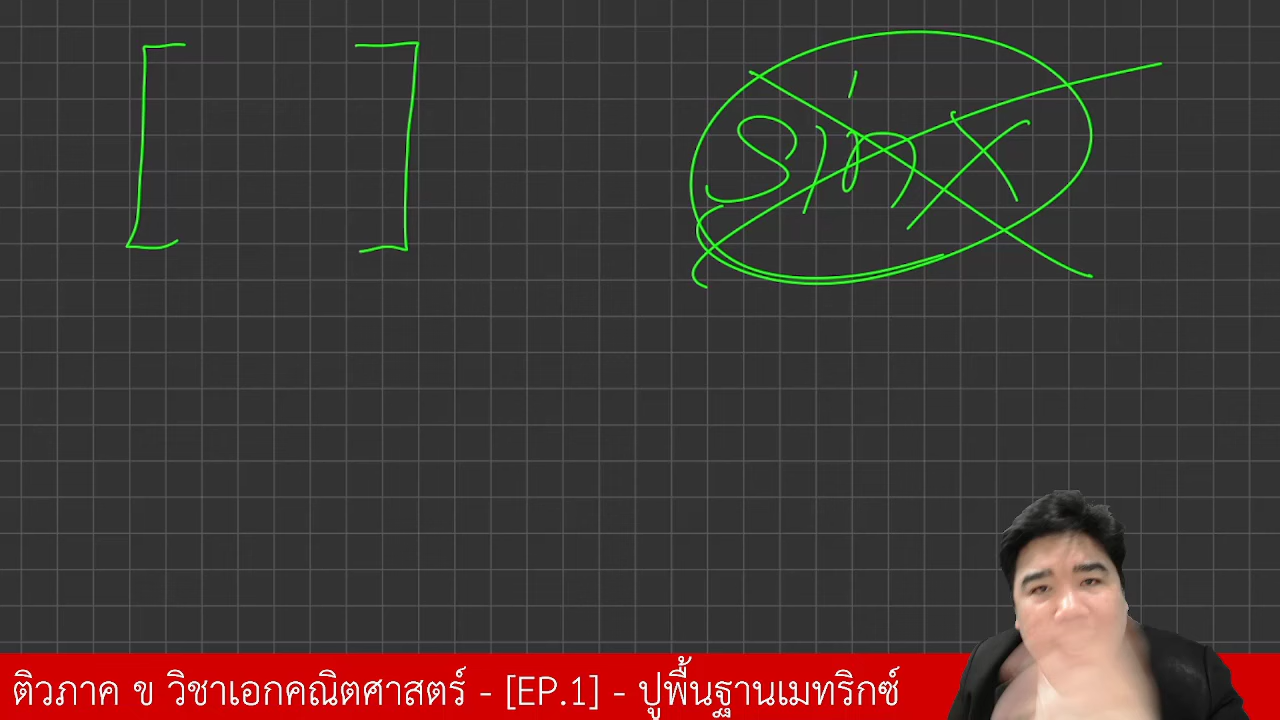 [ ]
sin x
ติวภาค ข วิชาเอกคณิตศาสตร์ - [EP.1] - ปูพื้นฐานเมทริกซ์